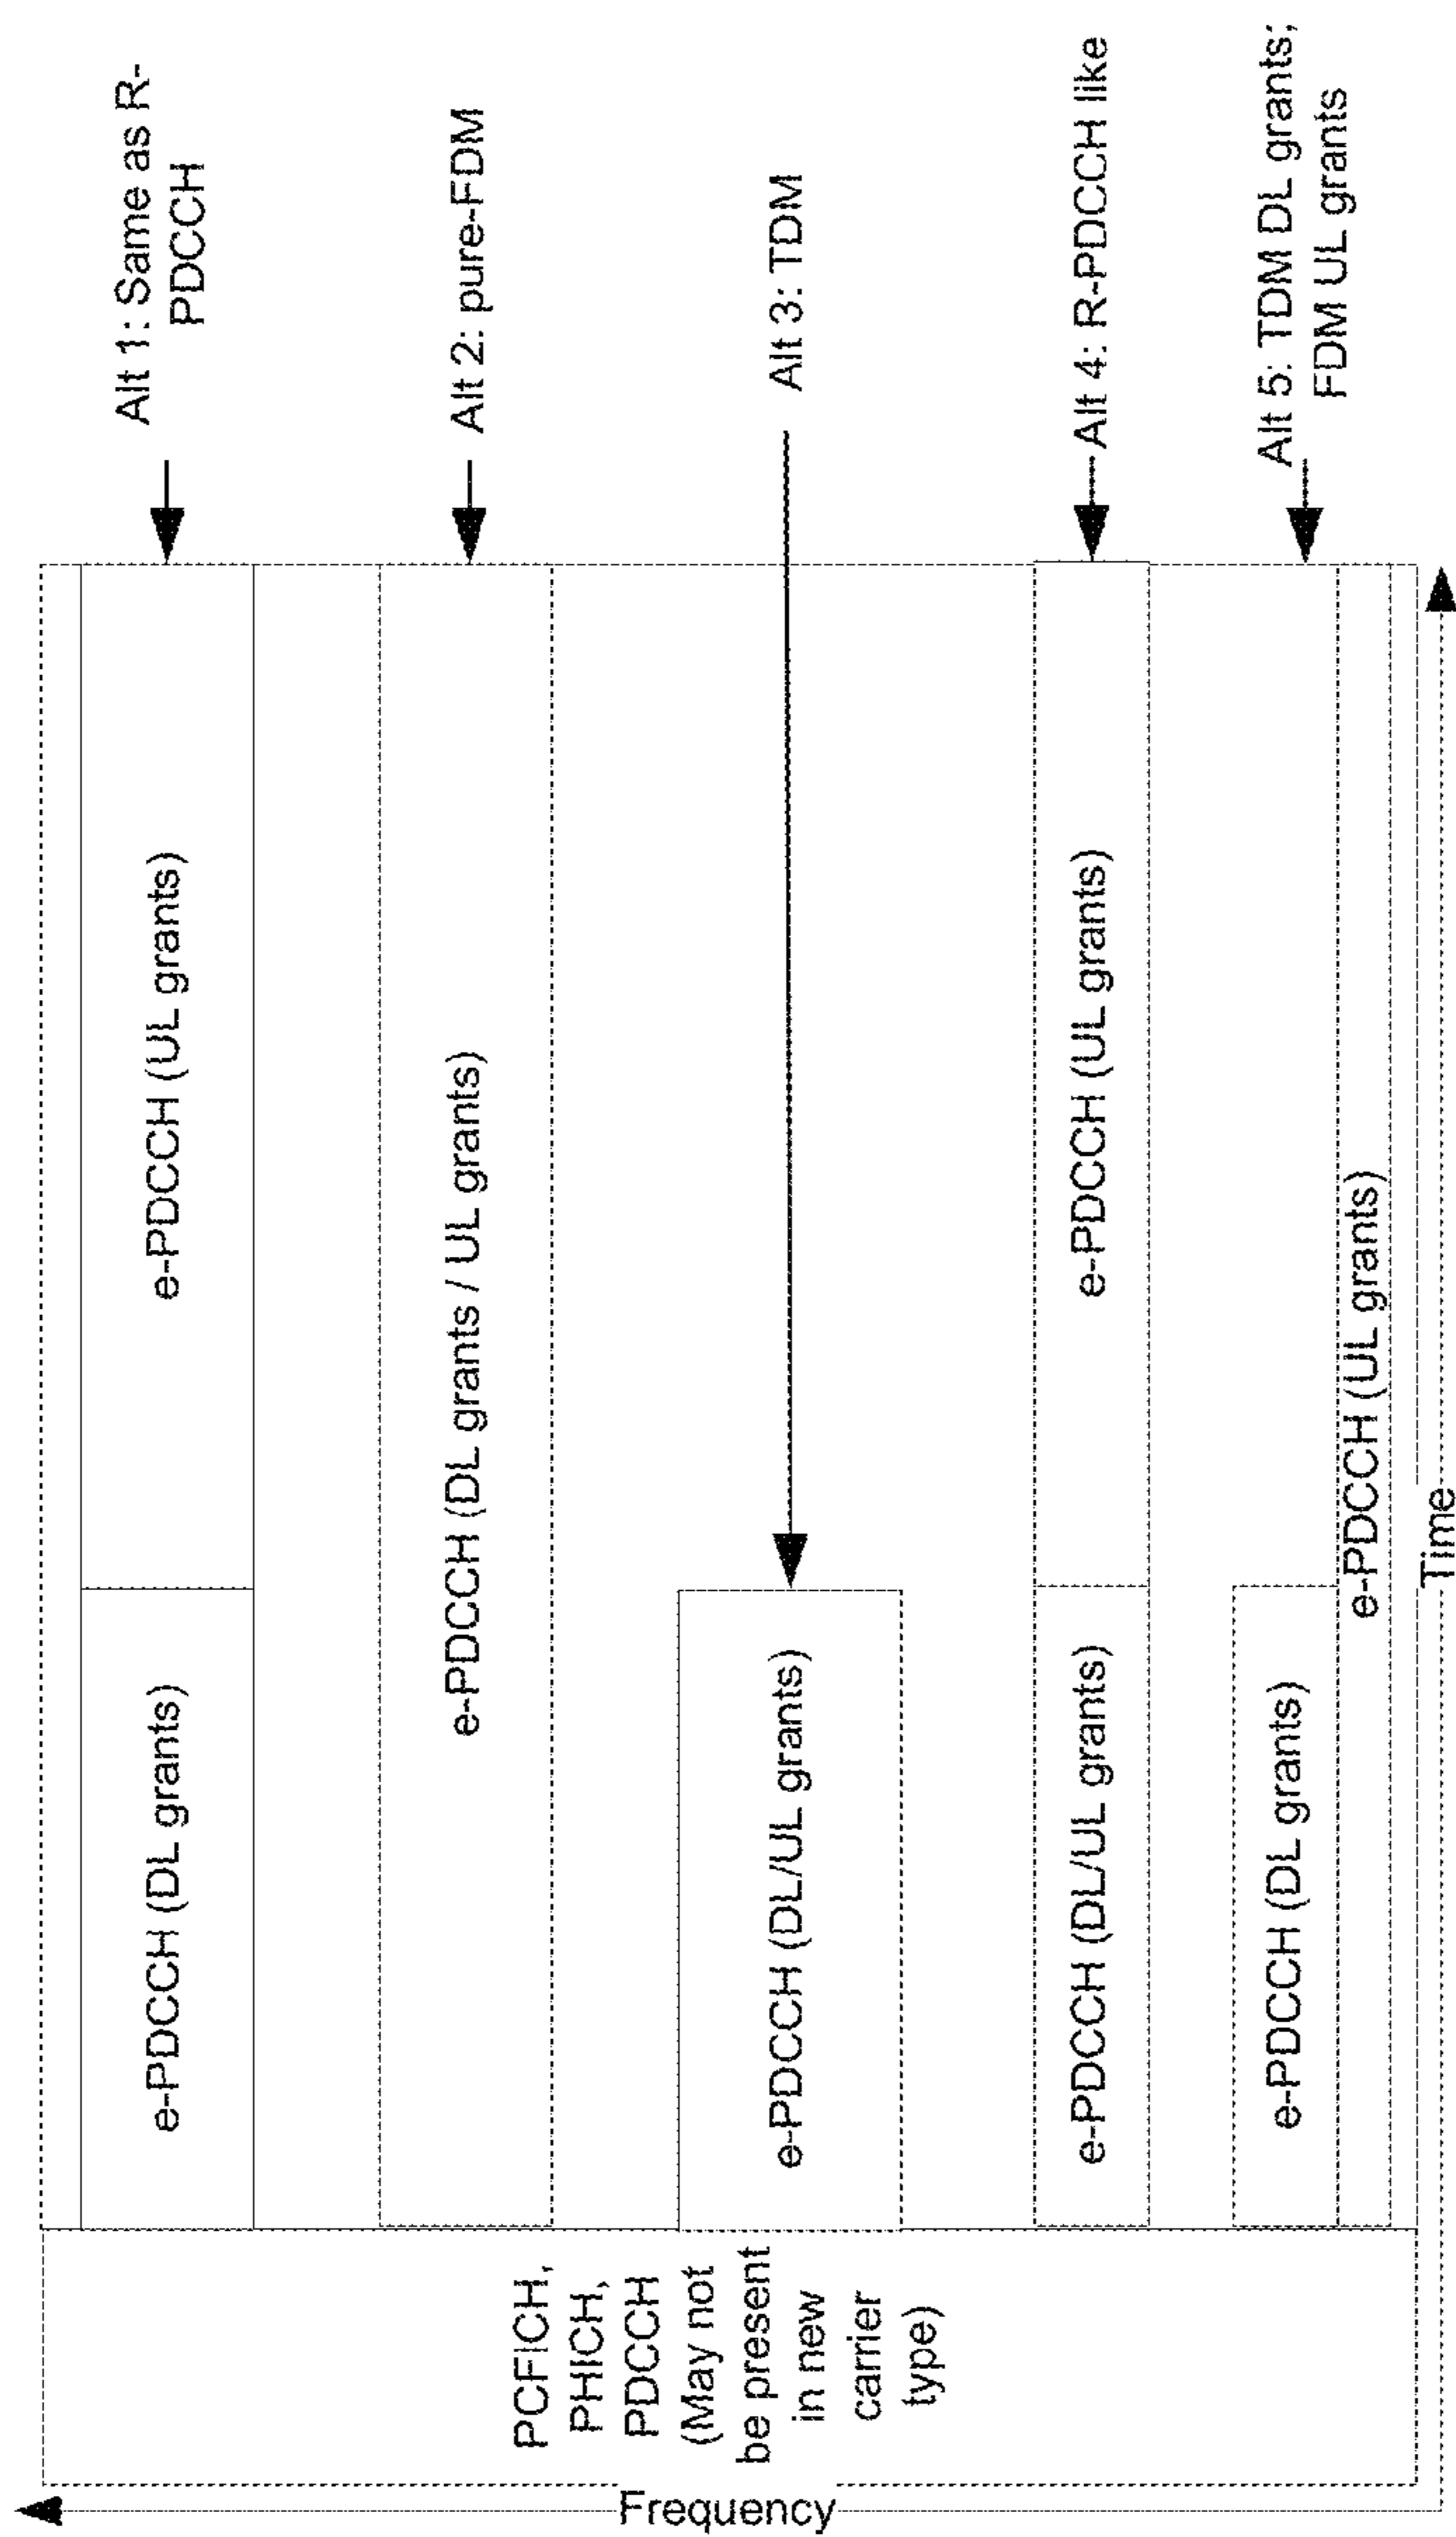 Alt 1: Same as R-
PDCCH
e-PDCCH (DL grants)
e-PDCCH (UL grants)
Alt 2: pure-FDM
e-PDCCH (DL grants / UL grants)
PCFICH,
PHICH,
PDCCH
(May not
be present
in new
carrier
type)
Alt 3: TDM
e-PDCCH (DL/UL grants)
Alt 4: R-PDCCH like
e-PDCCH (DL/UL grants)
e-PDCCH (UL grants)
Alt 5: TDM DL grants;
FDM UL grants
e-PDCCH (DL grants)
e-PDCCH (UL grants)
Frequency
Time